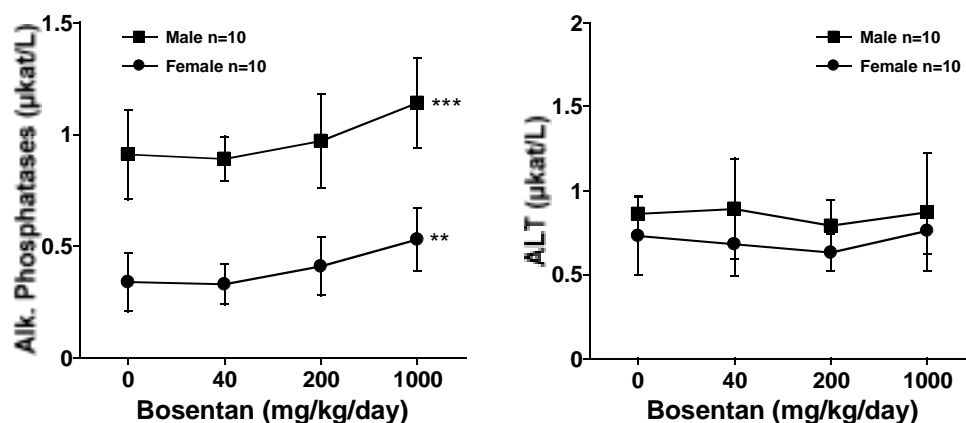 Alk. Phosphatases (µkat/L)
1.5
1
0.5
0
Male n=10
Female n=10
***
**
0 40 200 1000
Bosentan (mg/kg/day)
ALT (µkat/L)
2
1.5
1
0.5
0
Male n=10
Female n=10
0 40 200 1000
Bosentan (mg/kg/day)